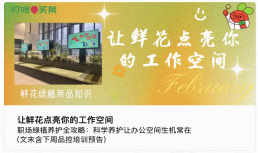 叮咚买菜
让鲜花点亮你
的工作空间
February
鲜花绿植商品知识
让鲜花点亮你的工作空间
职场绿植养护全攻略：科学养护让办公空间生机常在
(文末含下周品控培训预告)